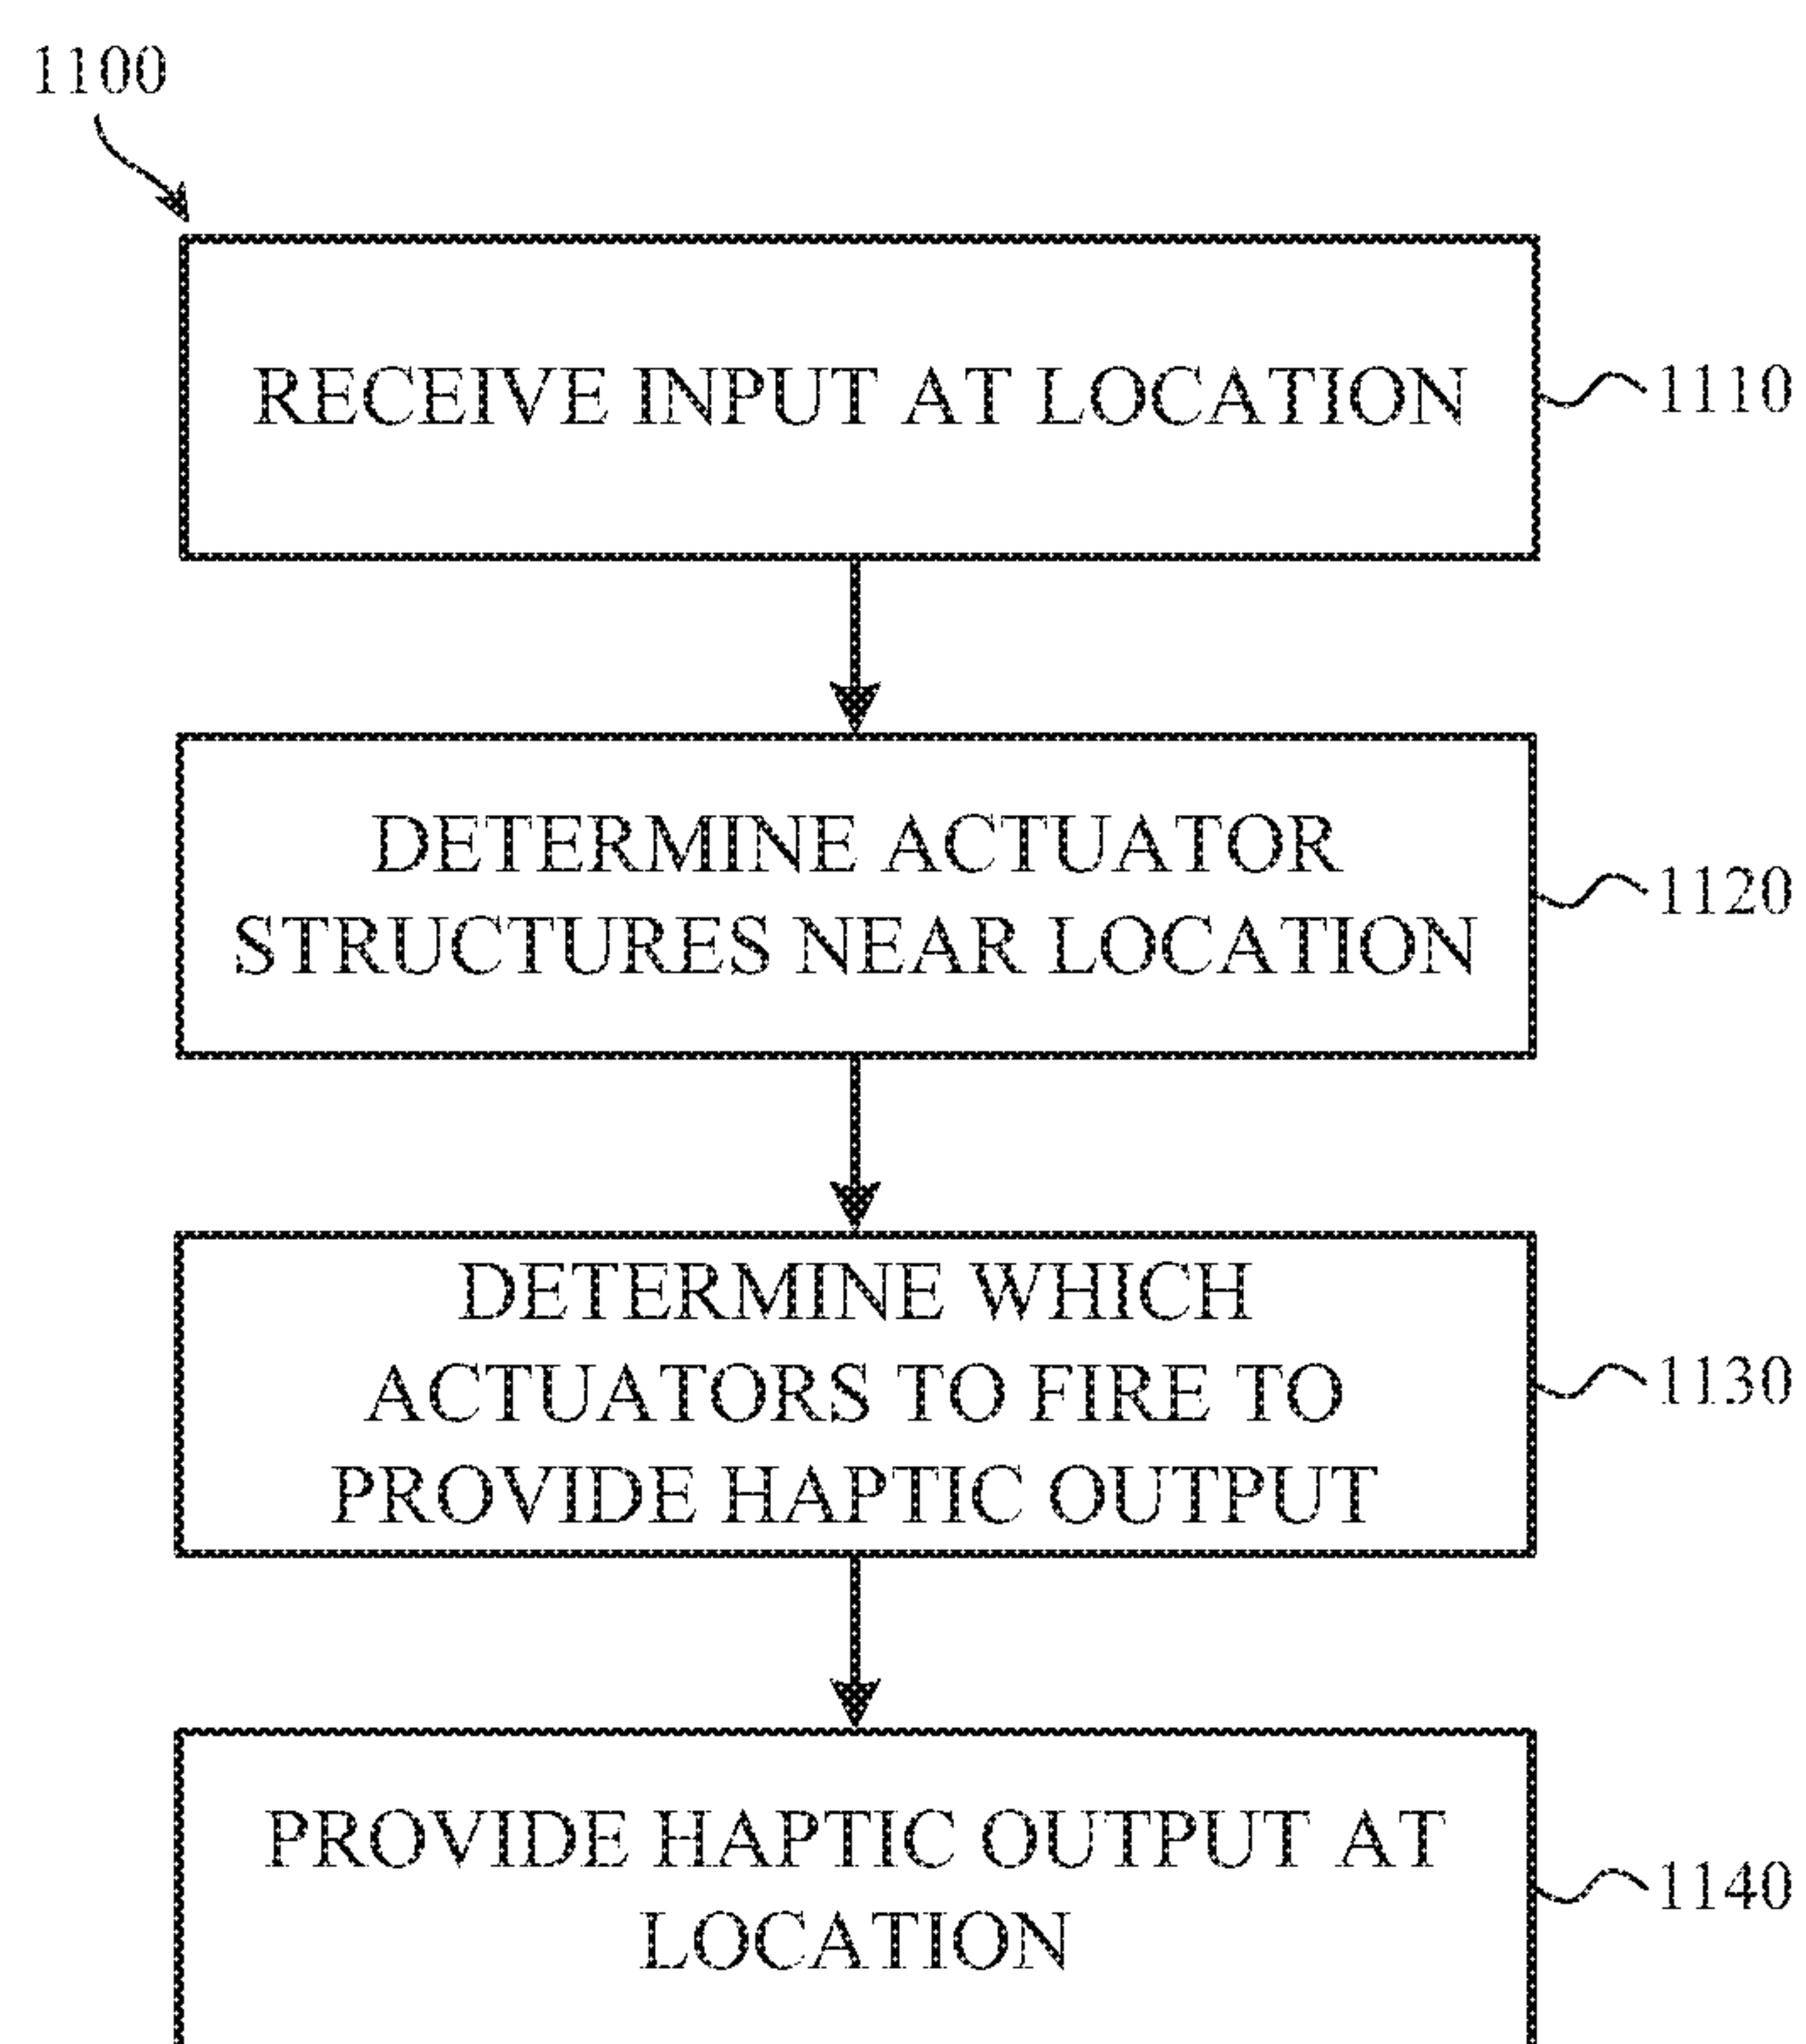 1100
RECEIVE INPUT AT LOCATION
1110
DETERMINE ACTUATOR
STRUCTURES NEAR LOCATION
1120
DETERMINE WHICH
ACTUATORS TO FIRE TO
PROVIDE HAPTIC OUTPUT
1130
PROVIDE HAPTIC OUTPUT AT
LOCATION
1140